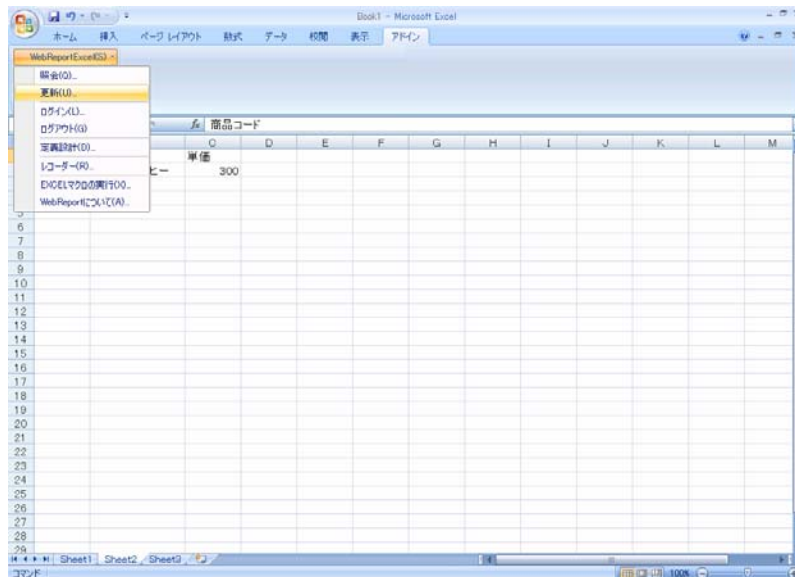 Book1 - Microsoft Excel
ホーム 挿入 ページ レイアウト 数式 データ 校閲 表示 アドイン
WebReportExcel(S)
照会(Q)...
更新(U)...
ログイン(L)...
ログアウト(G)
定義設計(D)...
レコーダー(R)...
EXCELマクロの実行(X)...
WebReportについて(A)...
fx 商品コード
C D E F G H I J K L M
単価
ヒー 300
5
6
7
8
9
10
11
12
13
14
15
16
17
18
19
20
21
22
23
24
25
26
27
28
29
Sheet1 Sheet2 Sheet3
コマンド 100%